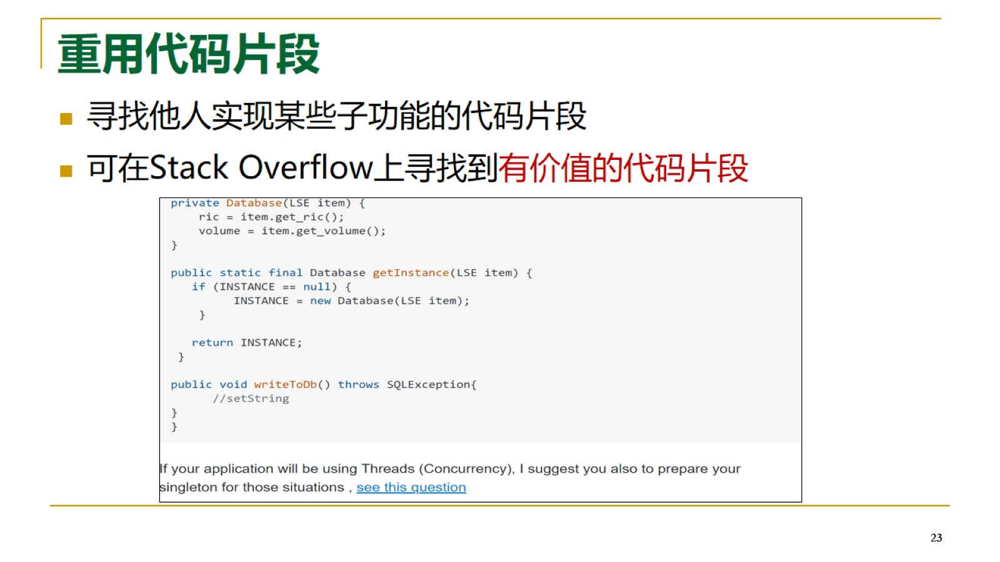 重用代码片段
寻找他人实现某些子功能的代码片段
可在Stack Overflow上寻找到有价值的代码片段
private Database(LSE item) {
    ric = item.get_ric();
    volume = item.get_volume();
}
public static final Database getInstance(LSE item) {
   if (INSTANCE == null) {
         INSTANCE = new Database(LSE item);
    }
   return INSTANCE;
 }
public void writeToDb() throws SQLException{
      //setString
}
}
If your application will be using Threads (Concurrency), I suggest you also to prepare your
singleton for those situations , see this question
23